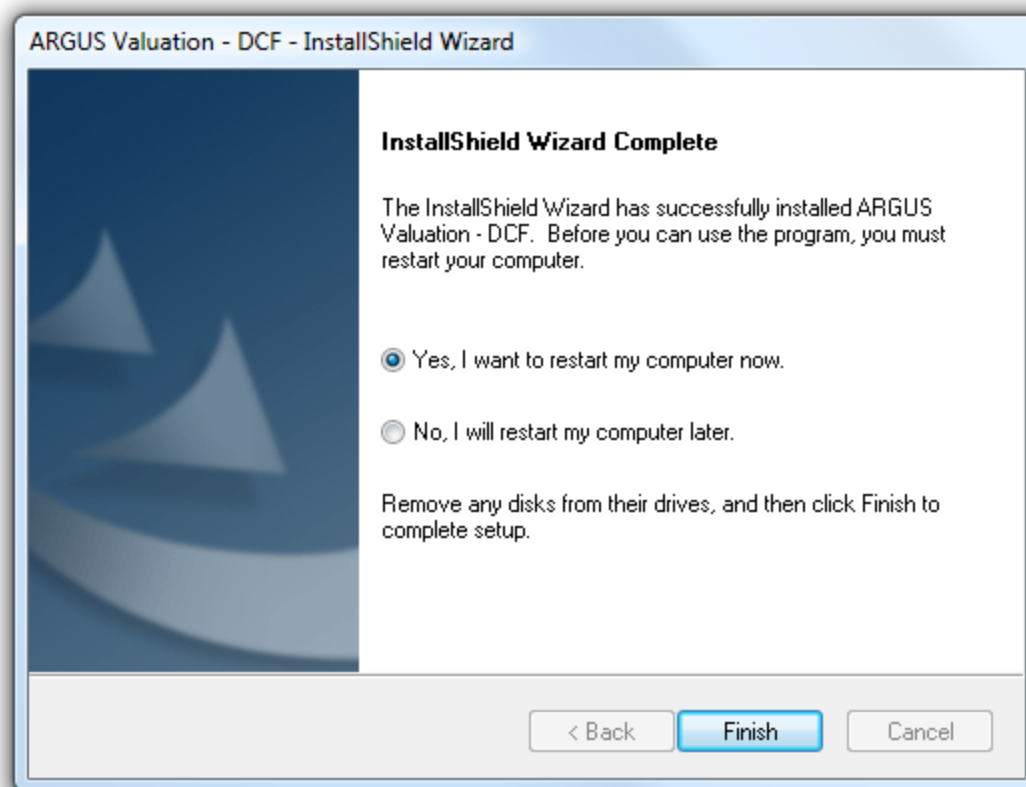 ARGUS Valuation - DCF - InstallShield Wizard
InstallShield Wizard Complete
The InstallShield Wizard has successfully installed ARGUS
Valuation - DCF.  Before you can use the program, you must
restart your computer.
Yes, I want to restart my computer now.
No, I will restart my computer later.
Remove any disks from their drives, and then click Finish to
complete setup.
< Back
Finish
Cancel